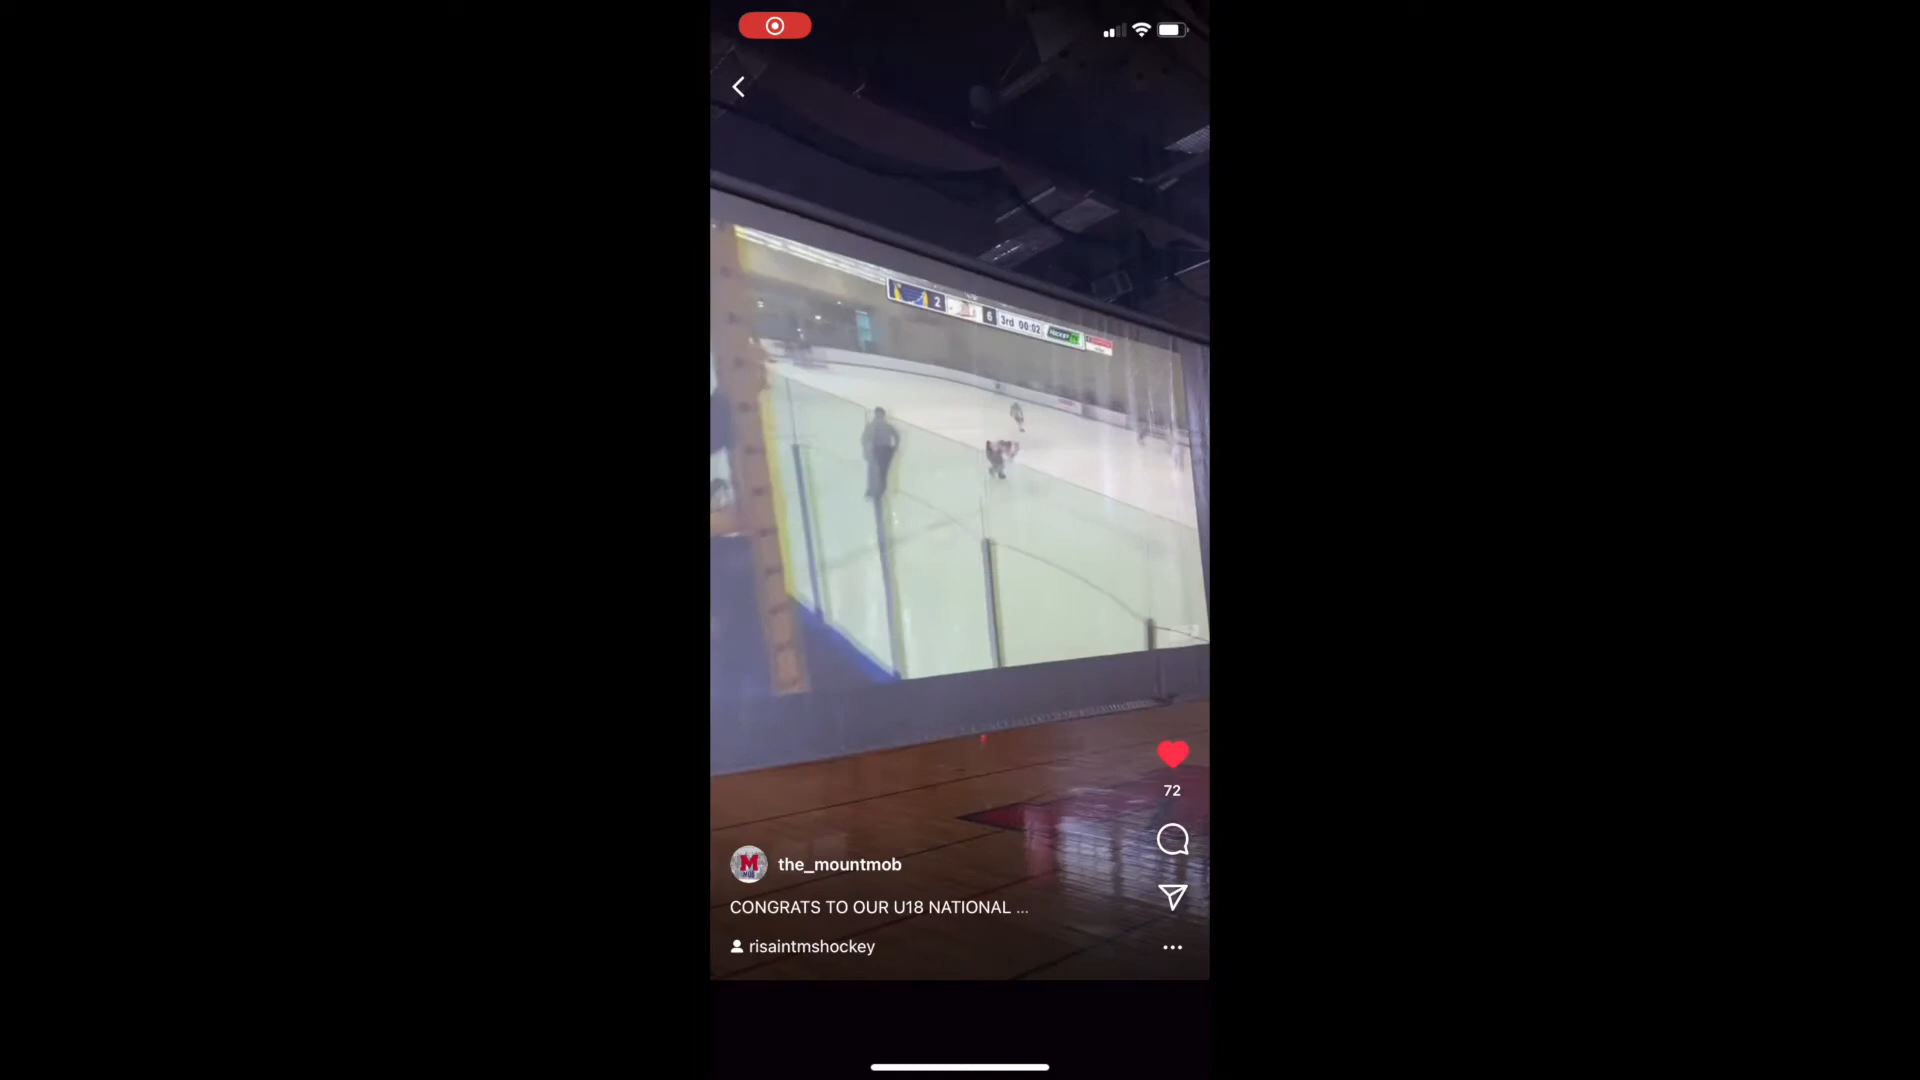 2 6 3rd 00:02
72
M
the_mountmob
CONGRATS TO OUR U18 NATIONAL ...
risaintmshockey